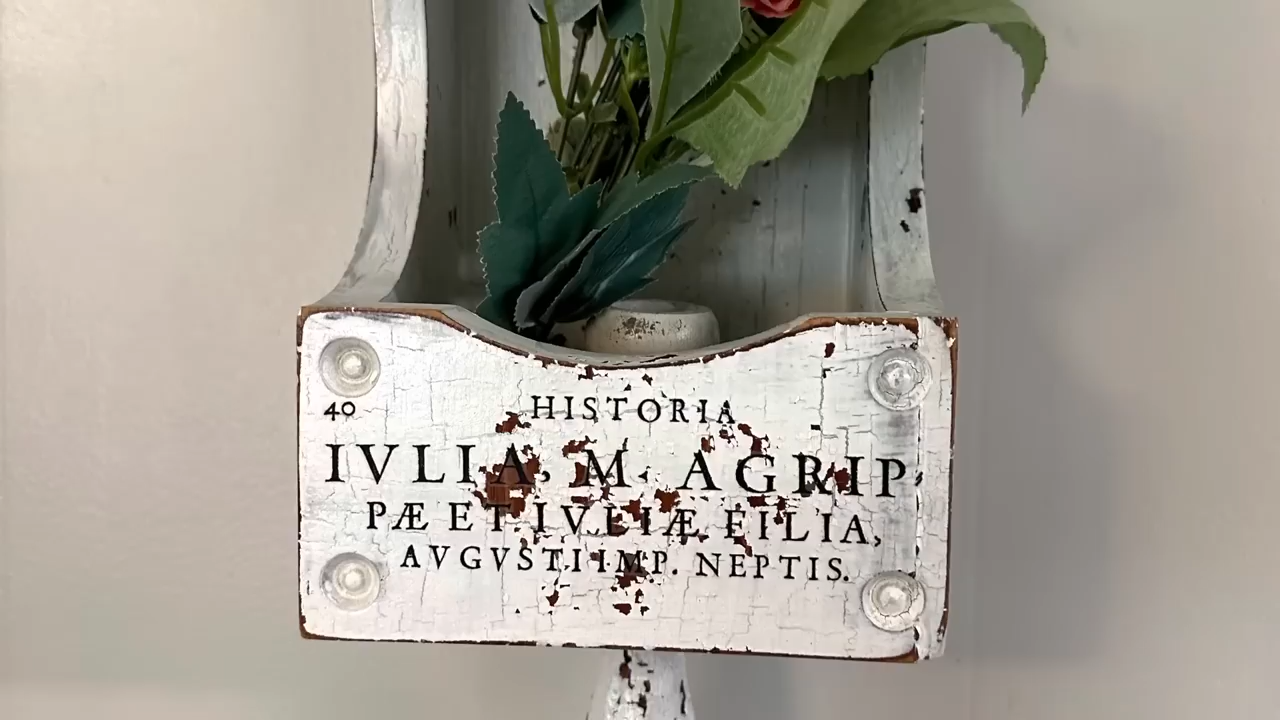 40
HISTORIA
IVLIA, M. AGRIP
PÆ ET IVLIÆ FILIA,
AVGVSTI IMP. NEPTIS.